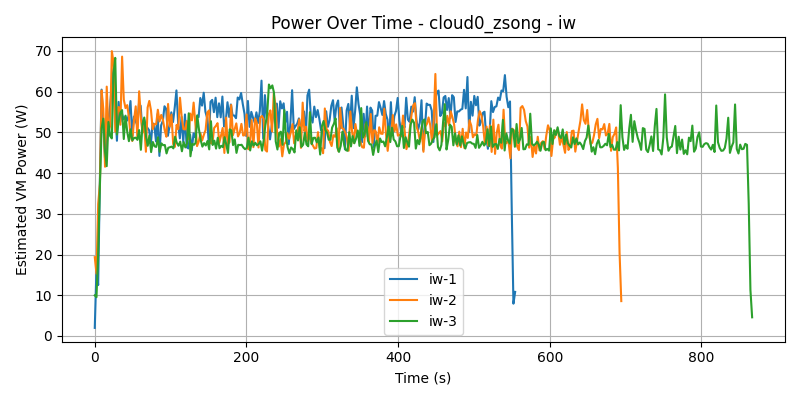 Power Over Time - cloud0_zsong - iw
Estimated VM Power (W)
70
60
50
40
30
20
10
0
iw-1
iw-2
iw-3
0 200 400 600 800
Time (s)